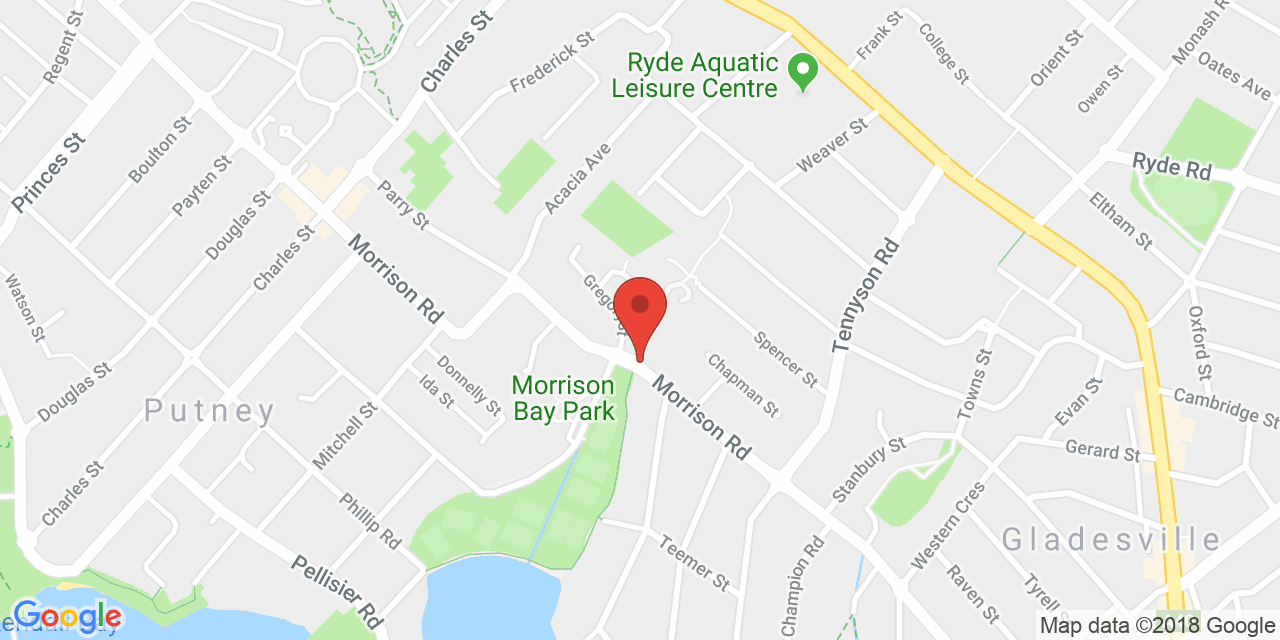 Regent St
Charles St
Frederick St
Ryde Aquatic
Leisure Centre
Frank St
College St
Orient St
Monash R
Oates Ave
Owen St
Princes St
Boulton St
Payten St
Douglas St
Charles St
Parry St
Acacia Ave
Weaver St
Ryde Rd
Eltham St
Morrison Rd
Watson St
Gregory St
Tennyson Rd
Oxford St
Douglas St
Putney
Donnelly St
Ida St
Mitchell St
Morrison
Bay Park
Morrison Rd
Chapman St
Spencer St
Towns St
Evan St
Cambridge St
Gerard St
Stanbury St
Charles St
Phillip Rd
Pellisier Rd
Teemer St
Champion Rd
Western Cres
Raven St
Tyrell
Gladesville
Google
Bay
Map data ©2018 Google